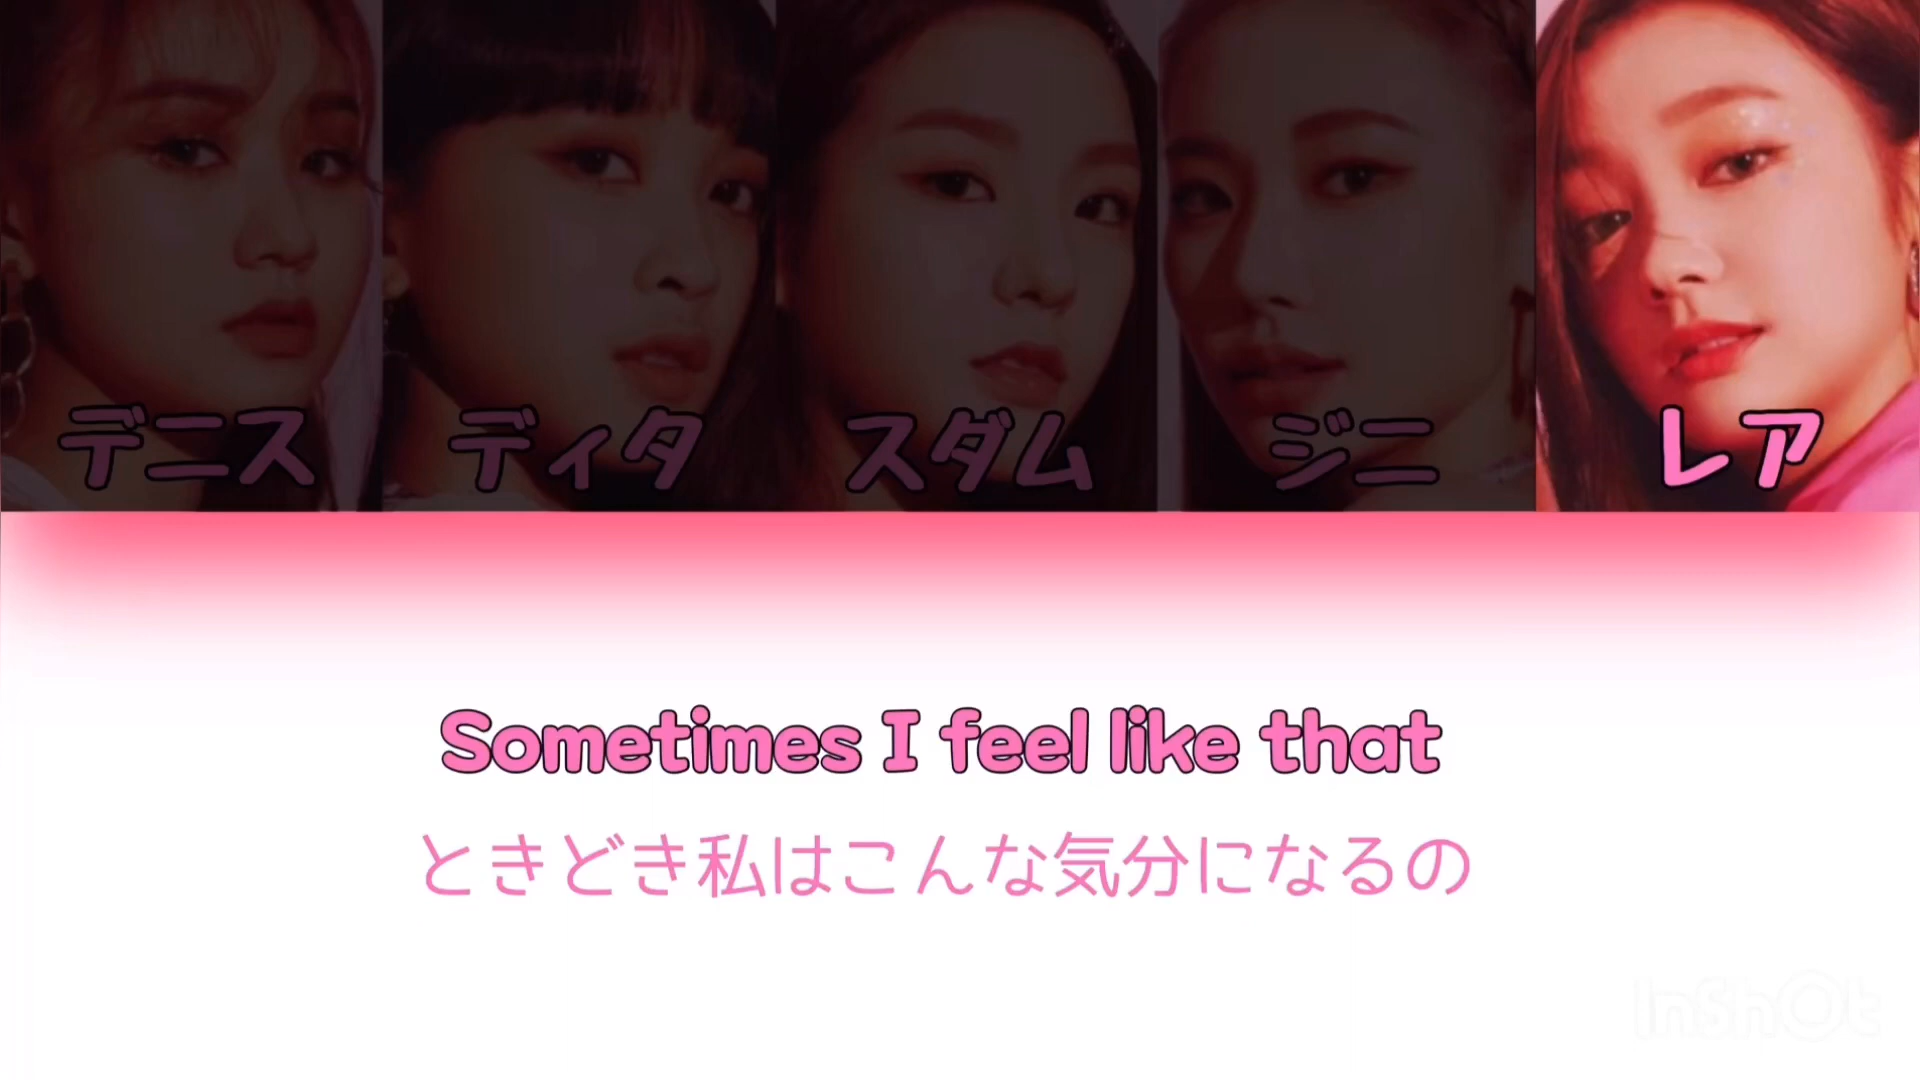 デニス
ディタ
スダム
ジニ
レア
Sometimes I feel like that
ときどき私はこんな気分になるの
InShOt